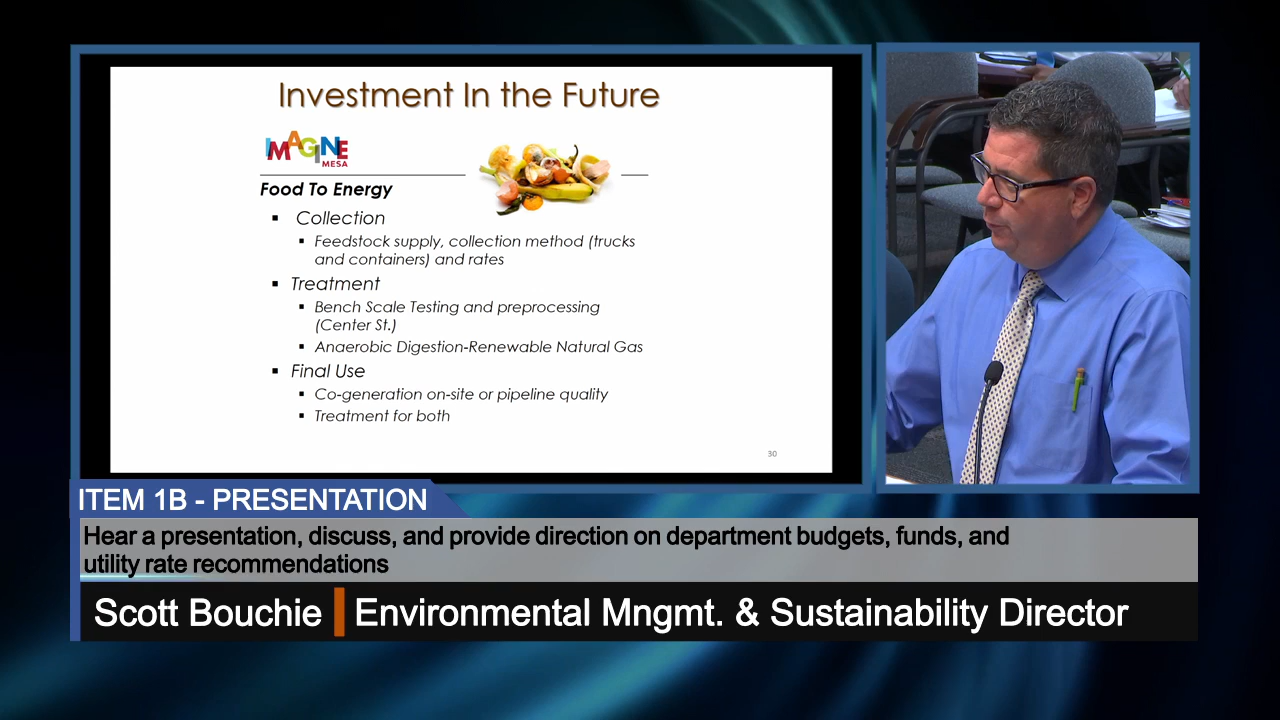 Investment In the Future
IMAGINE
MESA
Food To Energy
▪ Collection
▪ Feedstock supply, collection method (trucks
and containers) and rates
▪ Treatment
▪ Bench Scale Testing and preprocessing
(Center St.)
▪ Anaerobic Digestion-Renewable Natural Gas
▪ Final Use
▪ Co-generation on-site or pipeline quality
▪ Treatment for both
30
ITEM 1B - PRESENTATION
Hear a presentation, discuss, and provide direction on department budgets, funds, and
utility rate recommendations
Scott Bouchie | Environmental Mngmt. & Sustainability Director